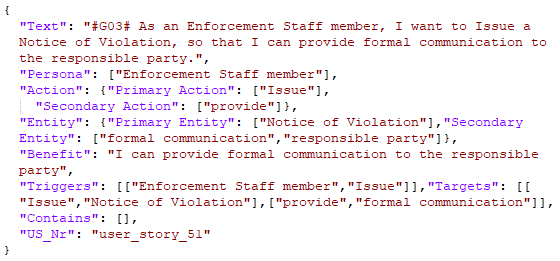 {
"Text": "#G03# As an Enforcement Staff member, I want to Issue a
Notice of Violation, so that I can provide formal communication to
the responsible party.",
"Persona": ["Enforcement Staff member"],
"Action": {"Primary Action": ["Issue"],
"Secondary Action": ["provide"]},
"Entity": {"Primary Entity": ["Notice of Violation"],"Secondary
Entity": ["formal communication","responsible party"]},
"Benefit": "I can provide formal communication to the responsible
party",
"Triggers": [["Enforcement Staff member","Issue"]],"Targets": [[
"Issue","Notice of Violation"],["provide","formal communication"]],
"Contains": [],
"US_Nr": "user_story_51"
}